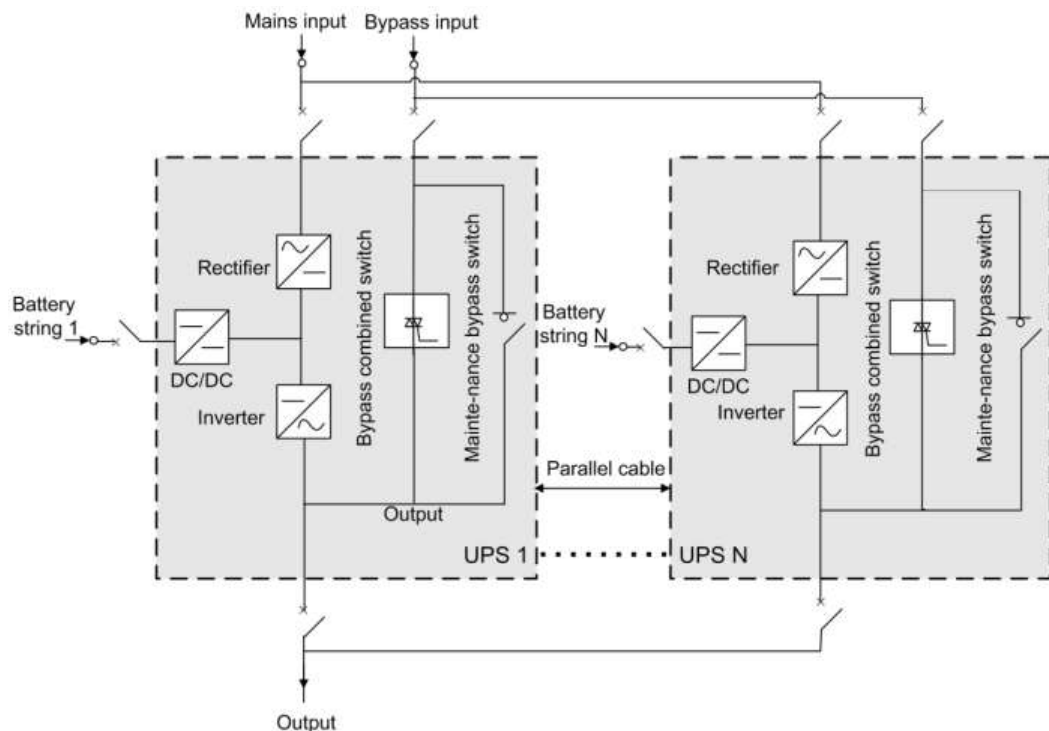 Mains input
Bypass input
Rectifier
Bypass combined switch
Mainte-nance bypass switch
Battery
string 1
DC/DC
Inverter
Output
UPS 1
Parallel cable
Rectifier
Bypass combined switch
Mainte-nance bypass switch
Battery
string N
DC/DC
Inverter
UPS N
Output